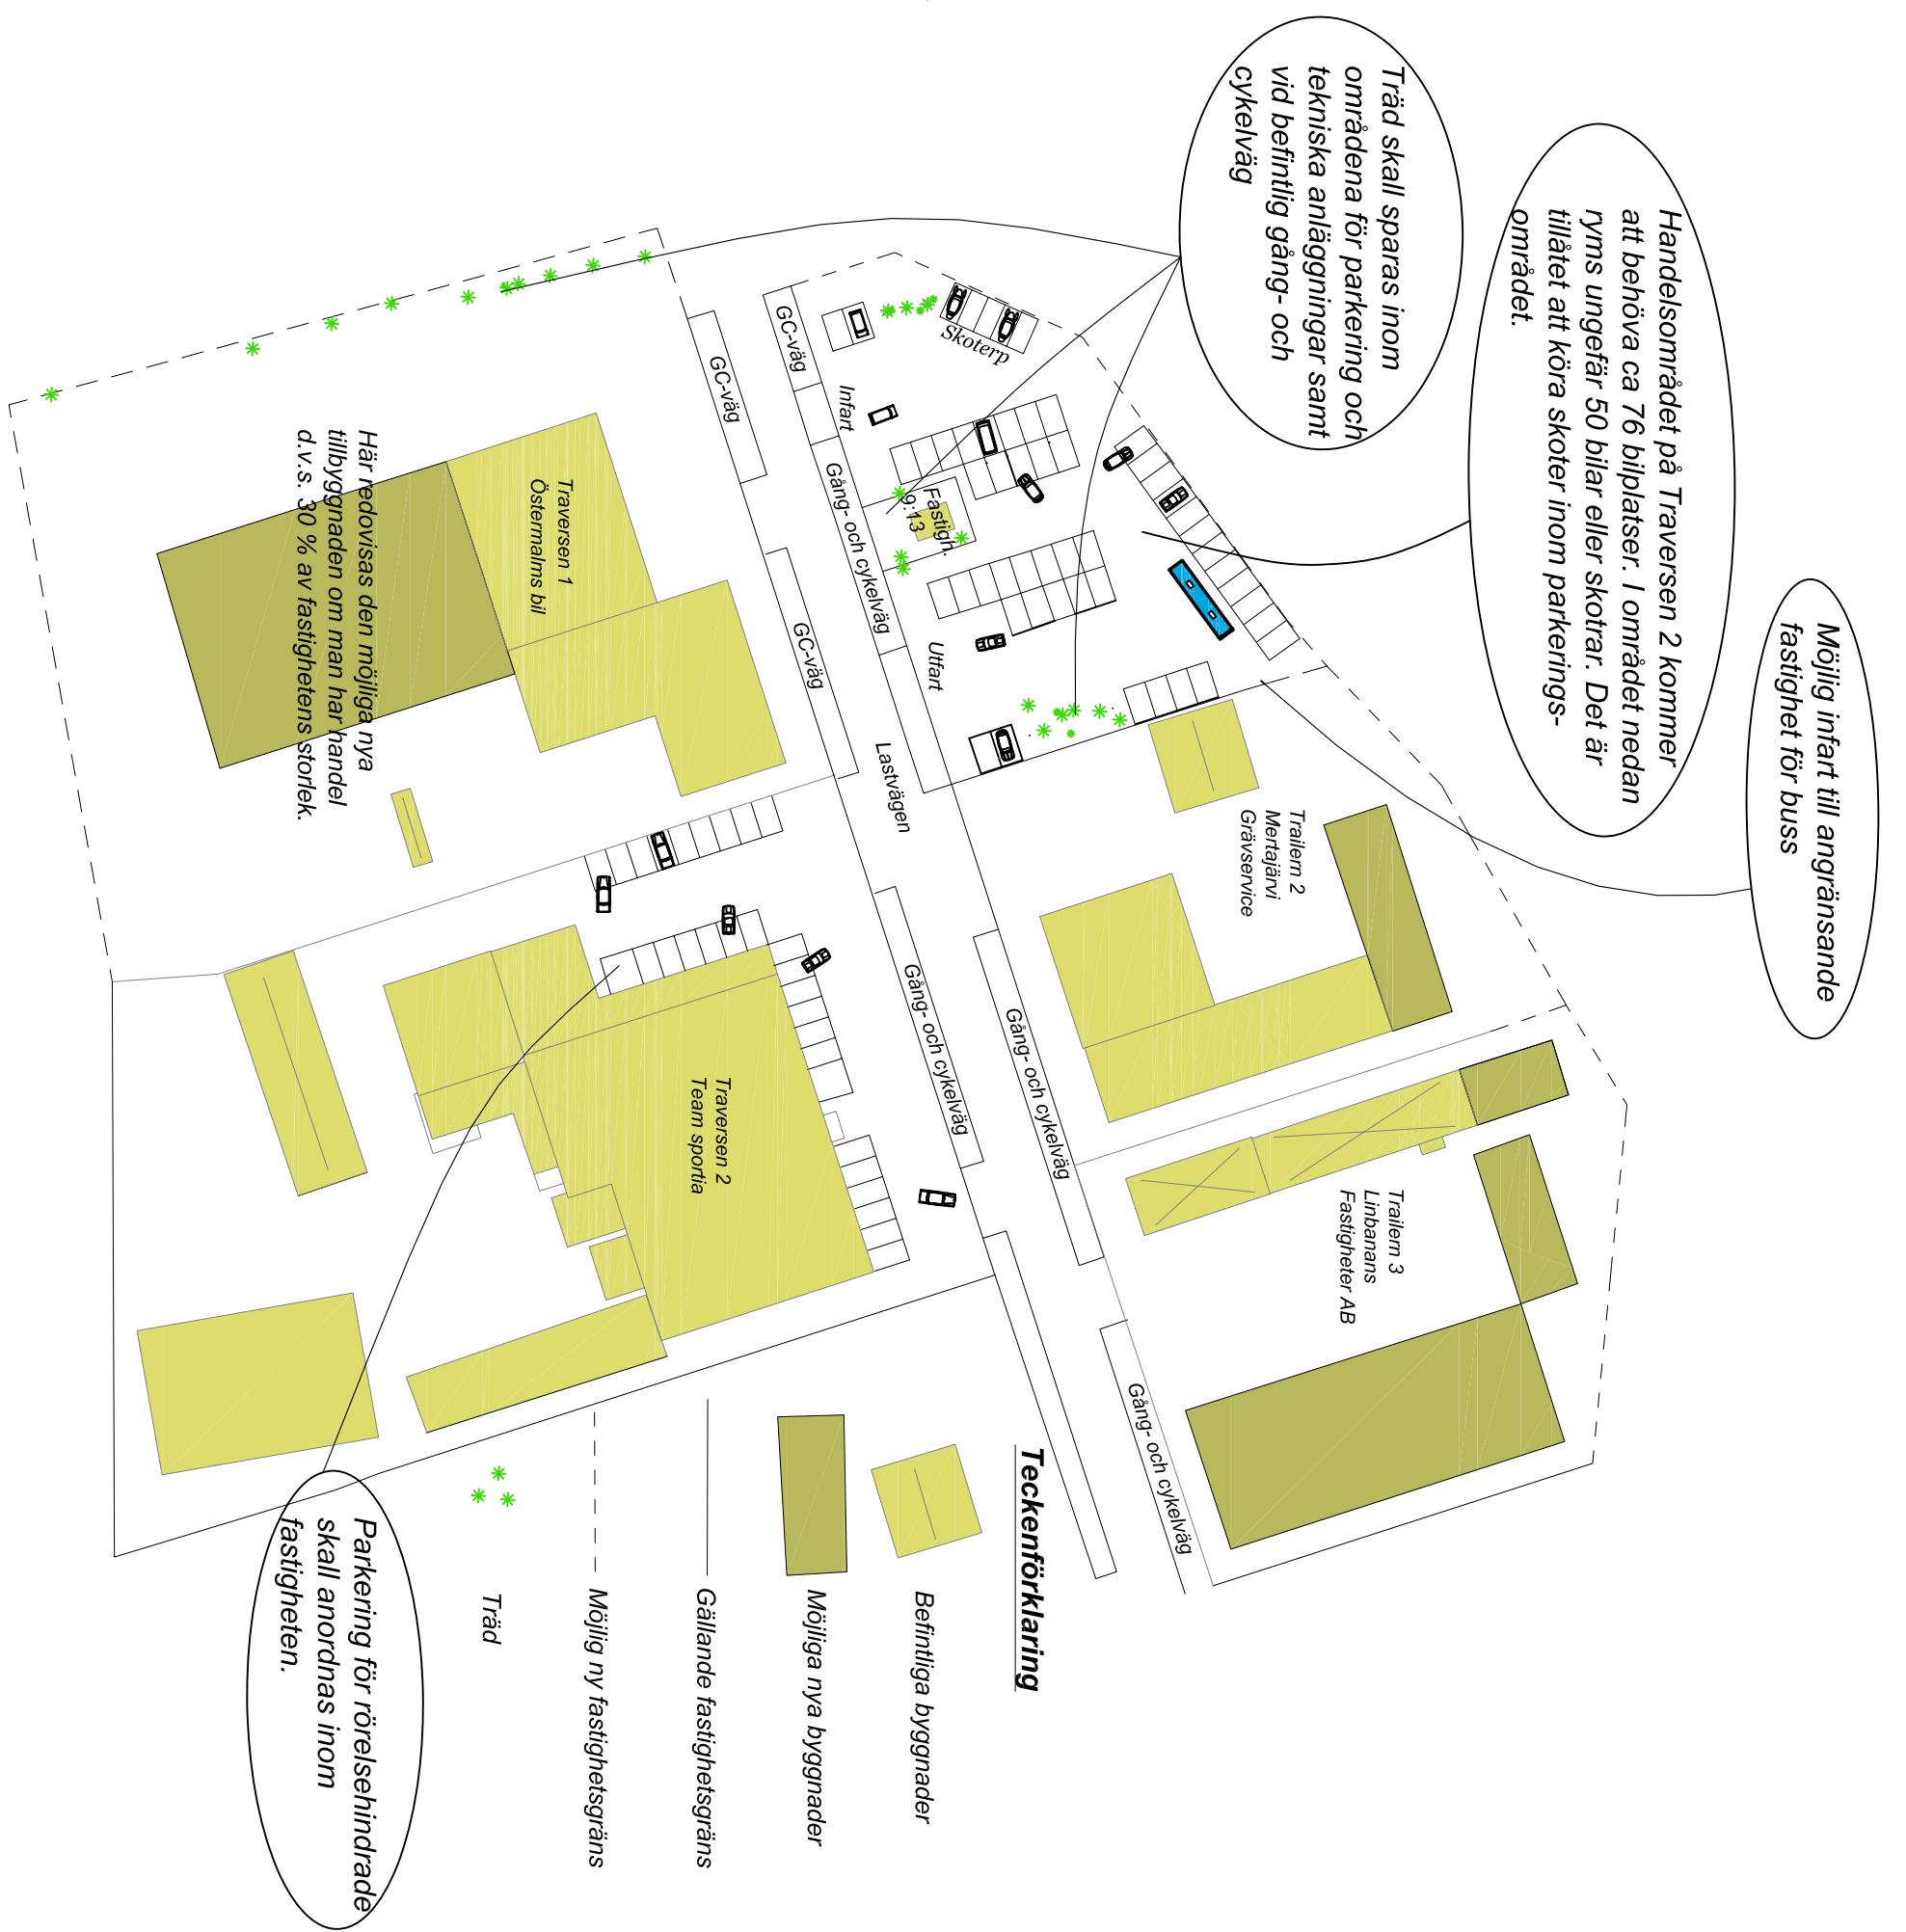 Möjlig infart till angränsande
fastighet för buss
Handelsområdet på Traversen 2 kommer
att behöva ca 76 bilplatser. I området nedan
ryms ungefär 50 bilar eller skotrar. Det är
tillåtet att köra skoter inom parkerings-
området.
Träd skall sparas inom
områdena för parkering och
tekniska anläggningar samt
vid befintlig gång- och
cykelväg
Skoterp
GC-väg
Infart
Gång- och cykelväg
Fastigh.
9:13
Utfart
GC-väg
GC-väg
Lastvägen
Trailern 2
Mertajärvi
Grävservice
Trailern 3
Linbanans
Fastigheter AB
Gång- och cykelväg
Gång- och cykelväg
Gång- och cykelväg
Traversen 1
Östermalms bil
Här redovisas den möjliga nya
tillbyggnaden om man har handel
d.v.s. 30 % av fastighetens storlek.
Traversen 2
Team sportia
Teckenförklaring
Befintliga byggnader
Möjliga nya byggnader
Gällande fastighetsgräns
Möjlig ny fastighetsgräns
Träd
Parkering för rörelsehindrade
skall anordnas inom
fastigheten.